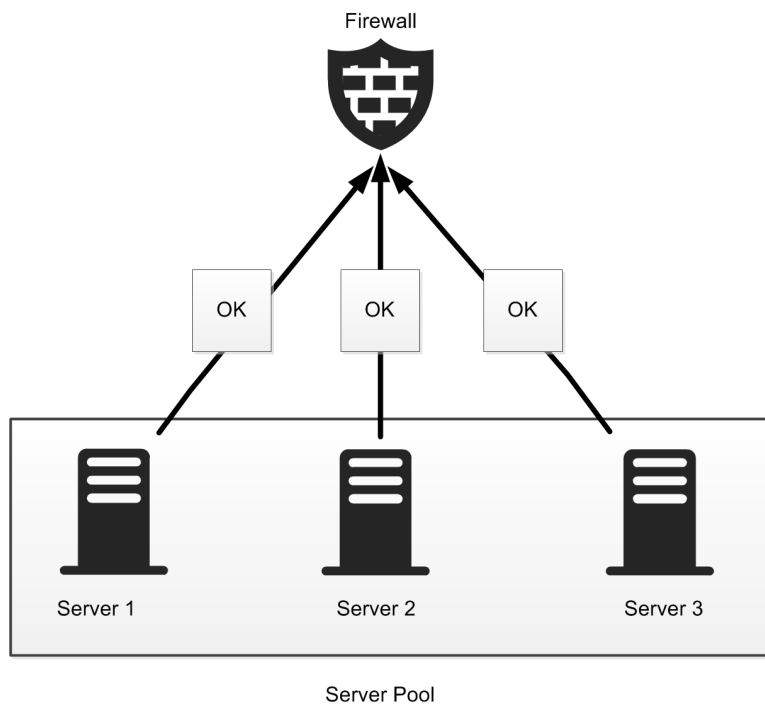 Firewall
OK
OK
OK
Server 1
Server 2
Server 3
Server Pool